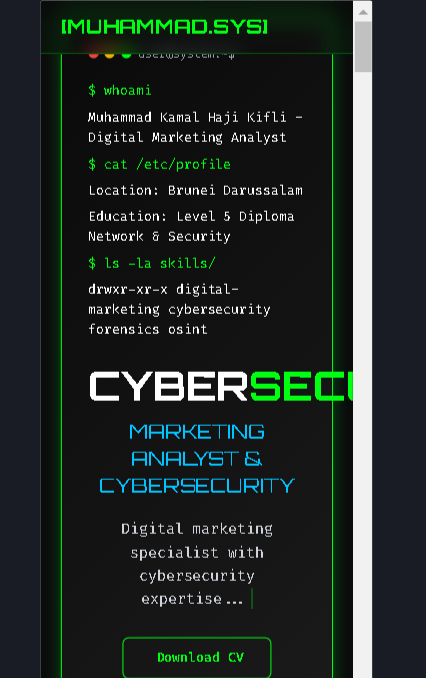 [MUHAMMAD.SYS]
user@system:~$
$ whoami
Muhammad Kamal Haji Kifli -
Digital Marketing Analyst
$ cat /etc/profile
Location: Brunei Darussalam
Education: Level 5 Diploma
Network & Security
$ ls -la skills/
drwxr-xr-x digital-
marketing cybersecurity
forensics osint
CYBERSECU
MARKETING
ANALYST &
CYBERSECURITY
Digital marketing
specialist with
cybersecurity
expertise...
Download CV